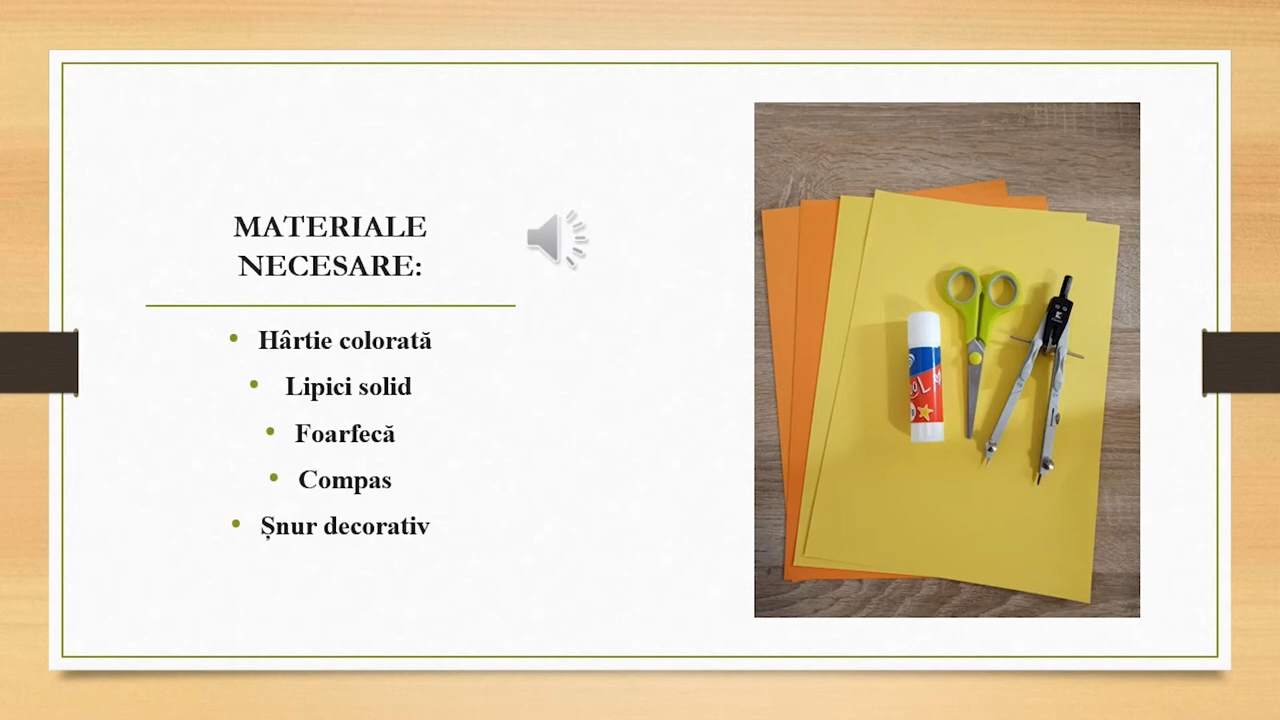 MATERIALE
NECESARE:
Hârtie colorată
Lipici solid
Foarfecă
Compas
Șnur decorativ